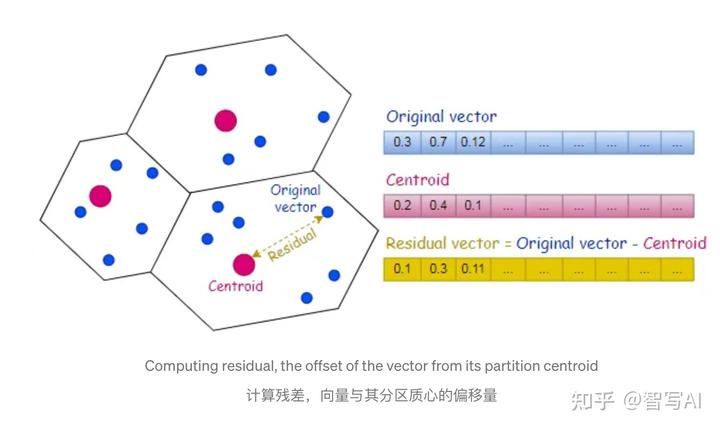 Original vector
0.3 0.7 0.12 ... ... ... ... ... ...
Centroid
0.2 0.4 0.1 ... ... ... ... ... ...
Residual vector = Original vector - Centroid
0.1 0.3 0.11 ... ... ... ... ... ...
Original
vector
Residual
Centroid
Computing residual, the offset of the vector from its partition centroid
计算残差，向量与其分区质心的偏移量
知乎 @智写AI